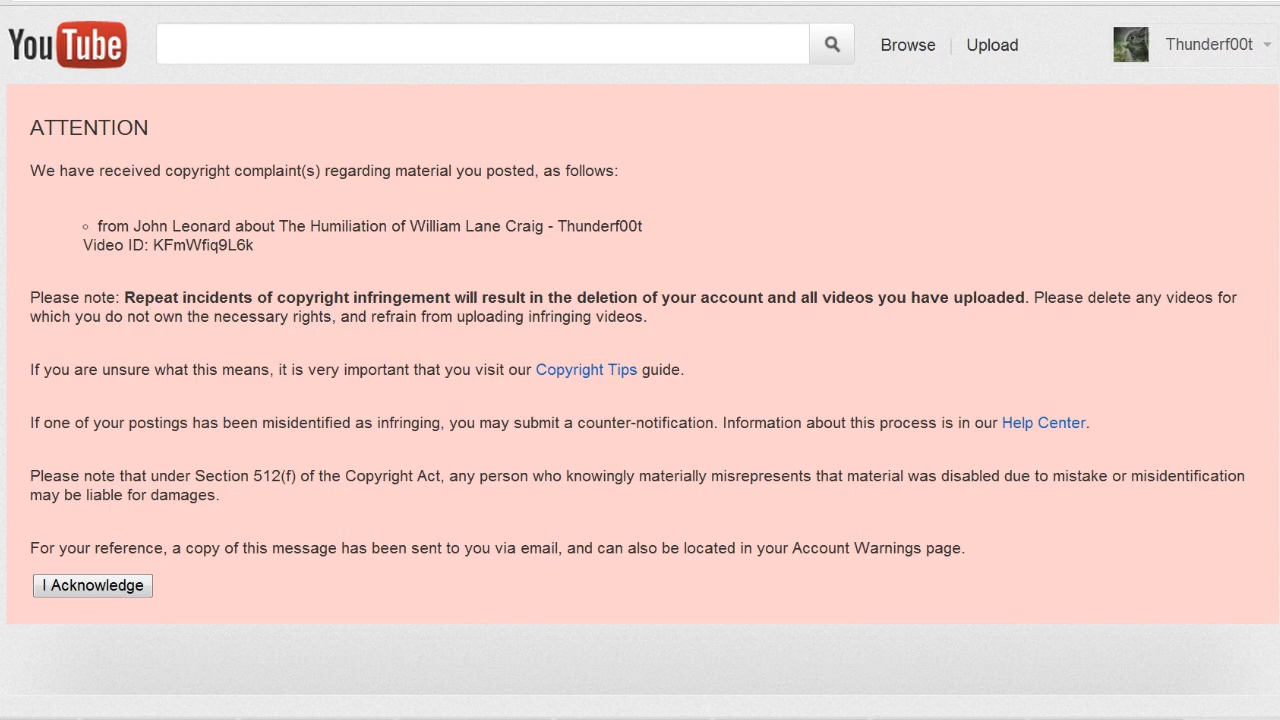 YouTube
Browse
Upload
Thunderf00t
ATTENTION
We have received copyright complaint(s) regarding material you posted, as follows:
from John Leonard about The Humiliation of William Lane Craig - Thunderf00t
Video ID: KFmWfiq9L6k
Please note: Repeat incidents of copyright infringement will result in the deletion of your account and all videos you have uploaded. Please delete any videos for
which you do not own the necessary rights, and refrain from uploading infringing videos.
If you are unsure what this means, it is very important that you visit our Copyright Tips guide.
If one of your postings has been misidentified as infringing, you may submit a counter-notification. Information about this process is in our Help Center.
Please note that under Section 512(f) of the Copyright Act, any person who knowingly materially misrepresents that material was disabled due to mistake or misidentification
may be liable for damages.
For your reference, a copy of this message has been sent to you via email, and can also be located in your Account Warnings page.
I Acknowledge